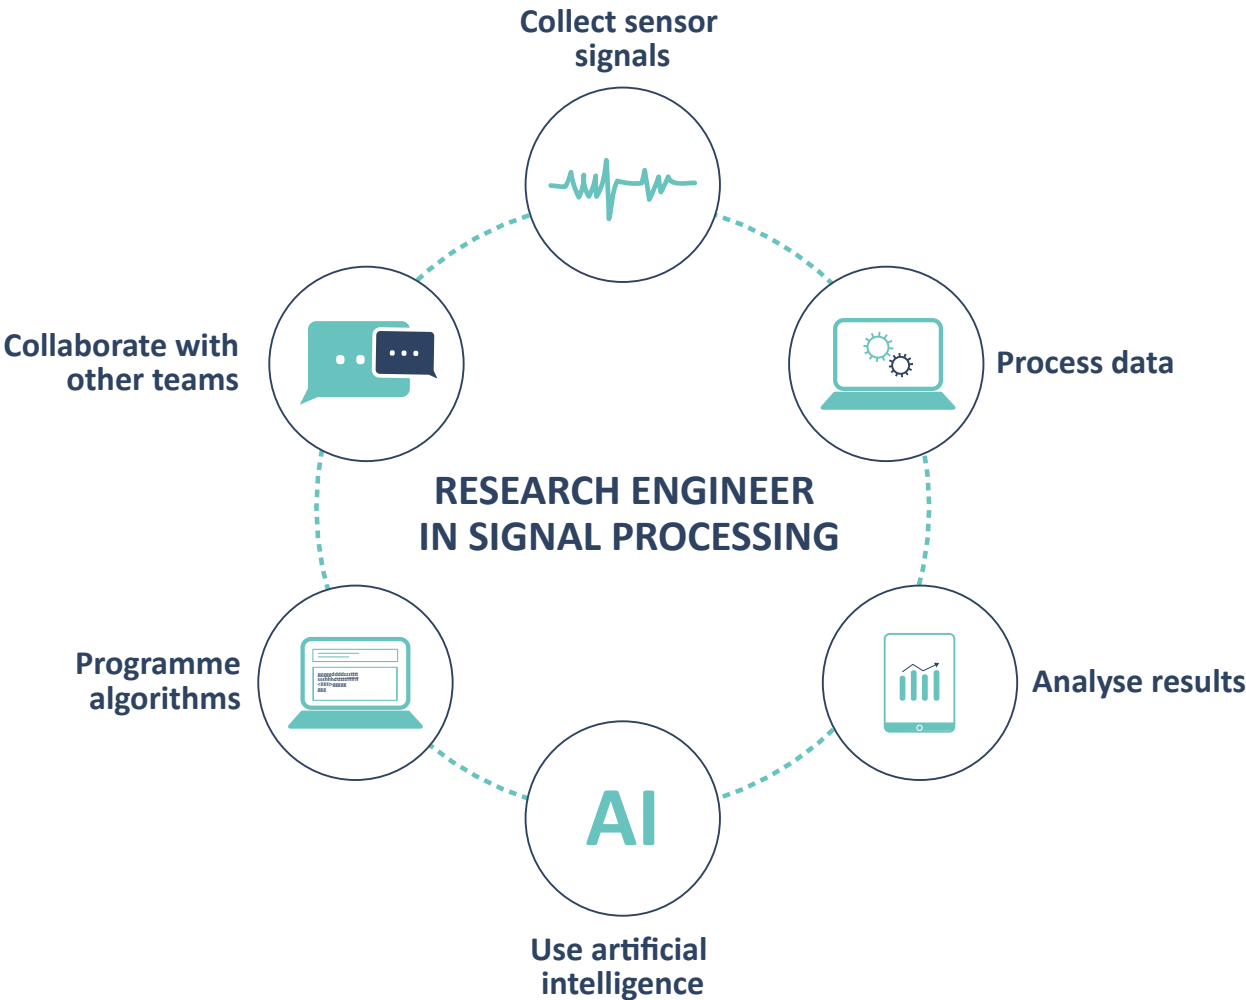 Collect sensor
signals
Process data
Collaborate with
other teams
RESEARCH ENGINEER
IN SIGNAL PROCESSING
Programme
algorithms
Analyse results
AI
Use artificial
intelligence